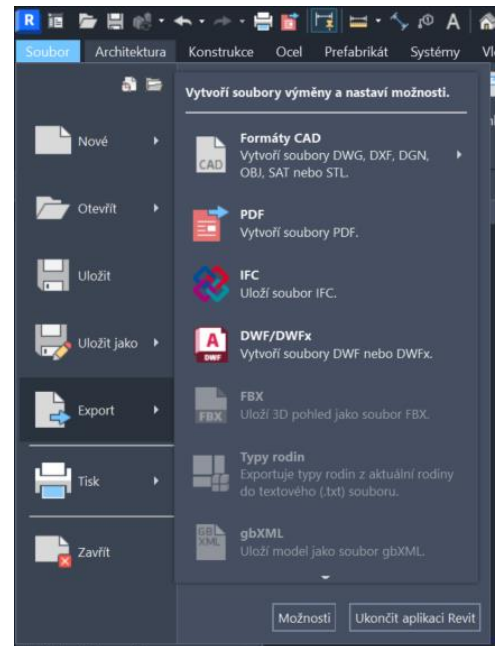 R
A
Soubor Architektura Konstrukce Ocel Prefabrikát Systémy
Vytvoří soubory výměny a nastaví možnosti.
Nové
Otevřít
Uložit
Uložit jako
Export
Tisk
Zavřít
CAD
Formáty CAD
Vytvoří soubory DWG, DXF, DGN,
OBJ, SAT nebo STL.
PDF
Vytvoří soubory PDF.
IFC
Uloží soubor IFC.
A
DWF
DWF/DWFx
Vytvoří soubory DWF nebo DWFx.
FBX
FBX
Uloží 3D pohled jako soubor FBX.
Typy rodin
Exportuje typy rodin z aktuální rodiny
do textového (.txt) souboru.
GB
XML
gbXML
Uloží model jako soubor gbXML.
Možnosti
Ukončit aplikaci Revit